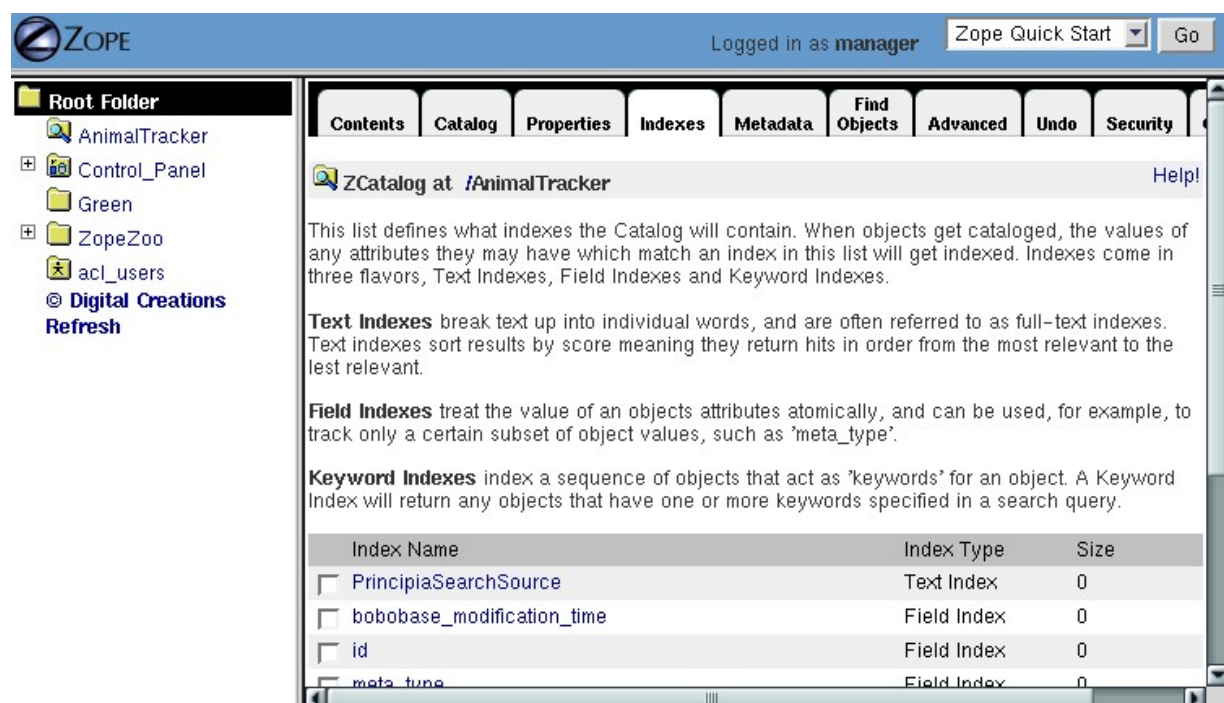 ZOPE
Logged in as manager
Zope Quick Start
Go
Root Folder
AnimalTracker
Control_Panel
Green
ZopeZoo
acl_users
© Digital Creations
Refresh
Contents Catalog Properties Indexes Metadata Find Objects Advanced Undo Security
ZCatalog at /AnimalTracker
Help!
This list defines what indexes the Catalog will contain. When objects get cataloged, the values of
any attributes they may have which match an index in this list will get indexed. Indexes come in
three flavors, Text Indexes, Field Indexes and Keyword Indexes.
Text Indexes break text up into individual words, and are often referred to as full-text indexes.
Text indexes sort results by score meaning they return hits in order from the most relevant to the
lest relevant.
Field Indexes treat the value of an objects attributes atomically, and can be used, for example, to
track only a certain subset of object values, such as 'meta_type'.
Keyword Indexes index a sequence of objects that act as 'keywords' for an object. A Keyword
Index will return any objects that have one or more keywords specified in a search query.
Index Name Index Type Size
PrincipiaSearchSource Text Index 0
bobobase_modification_time Field Index 0
id Field Index 0
meta_type Field Index 0